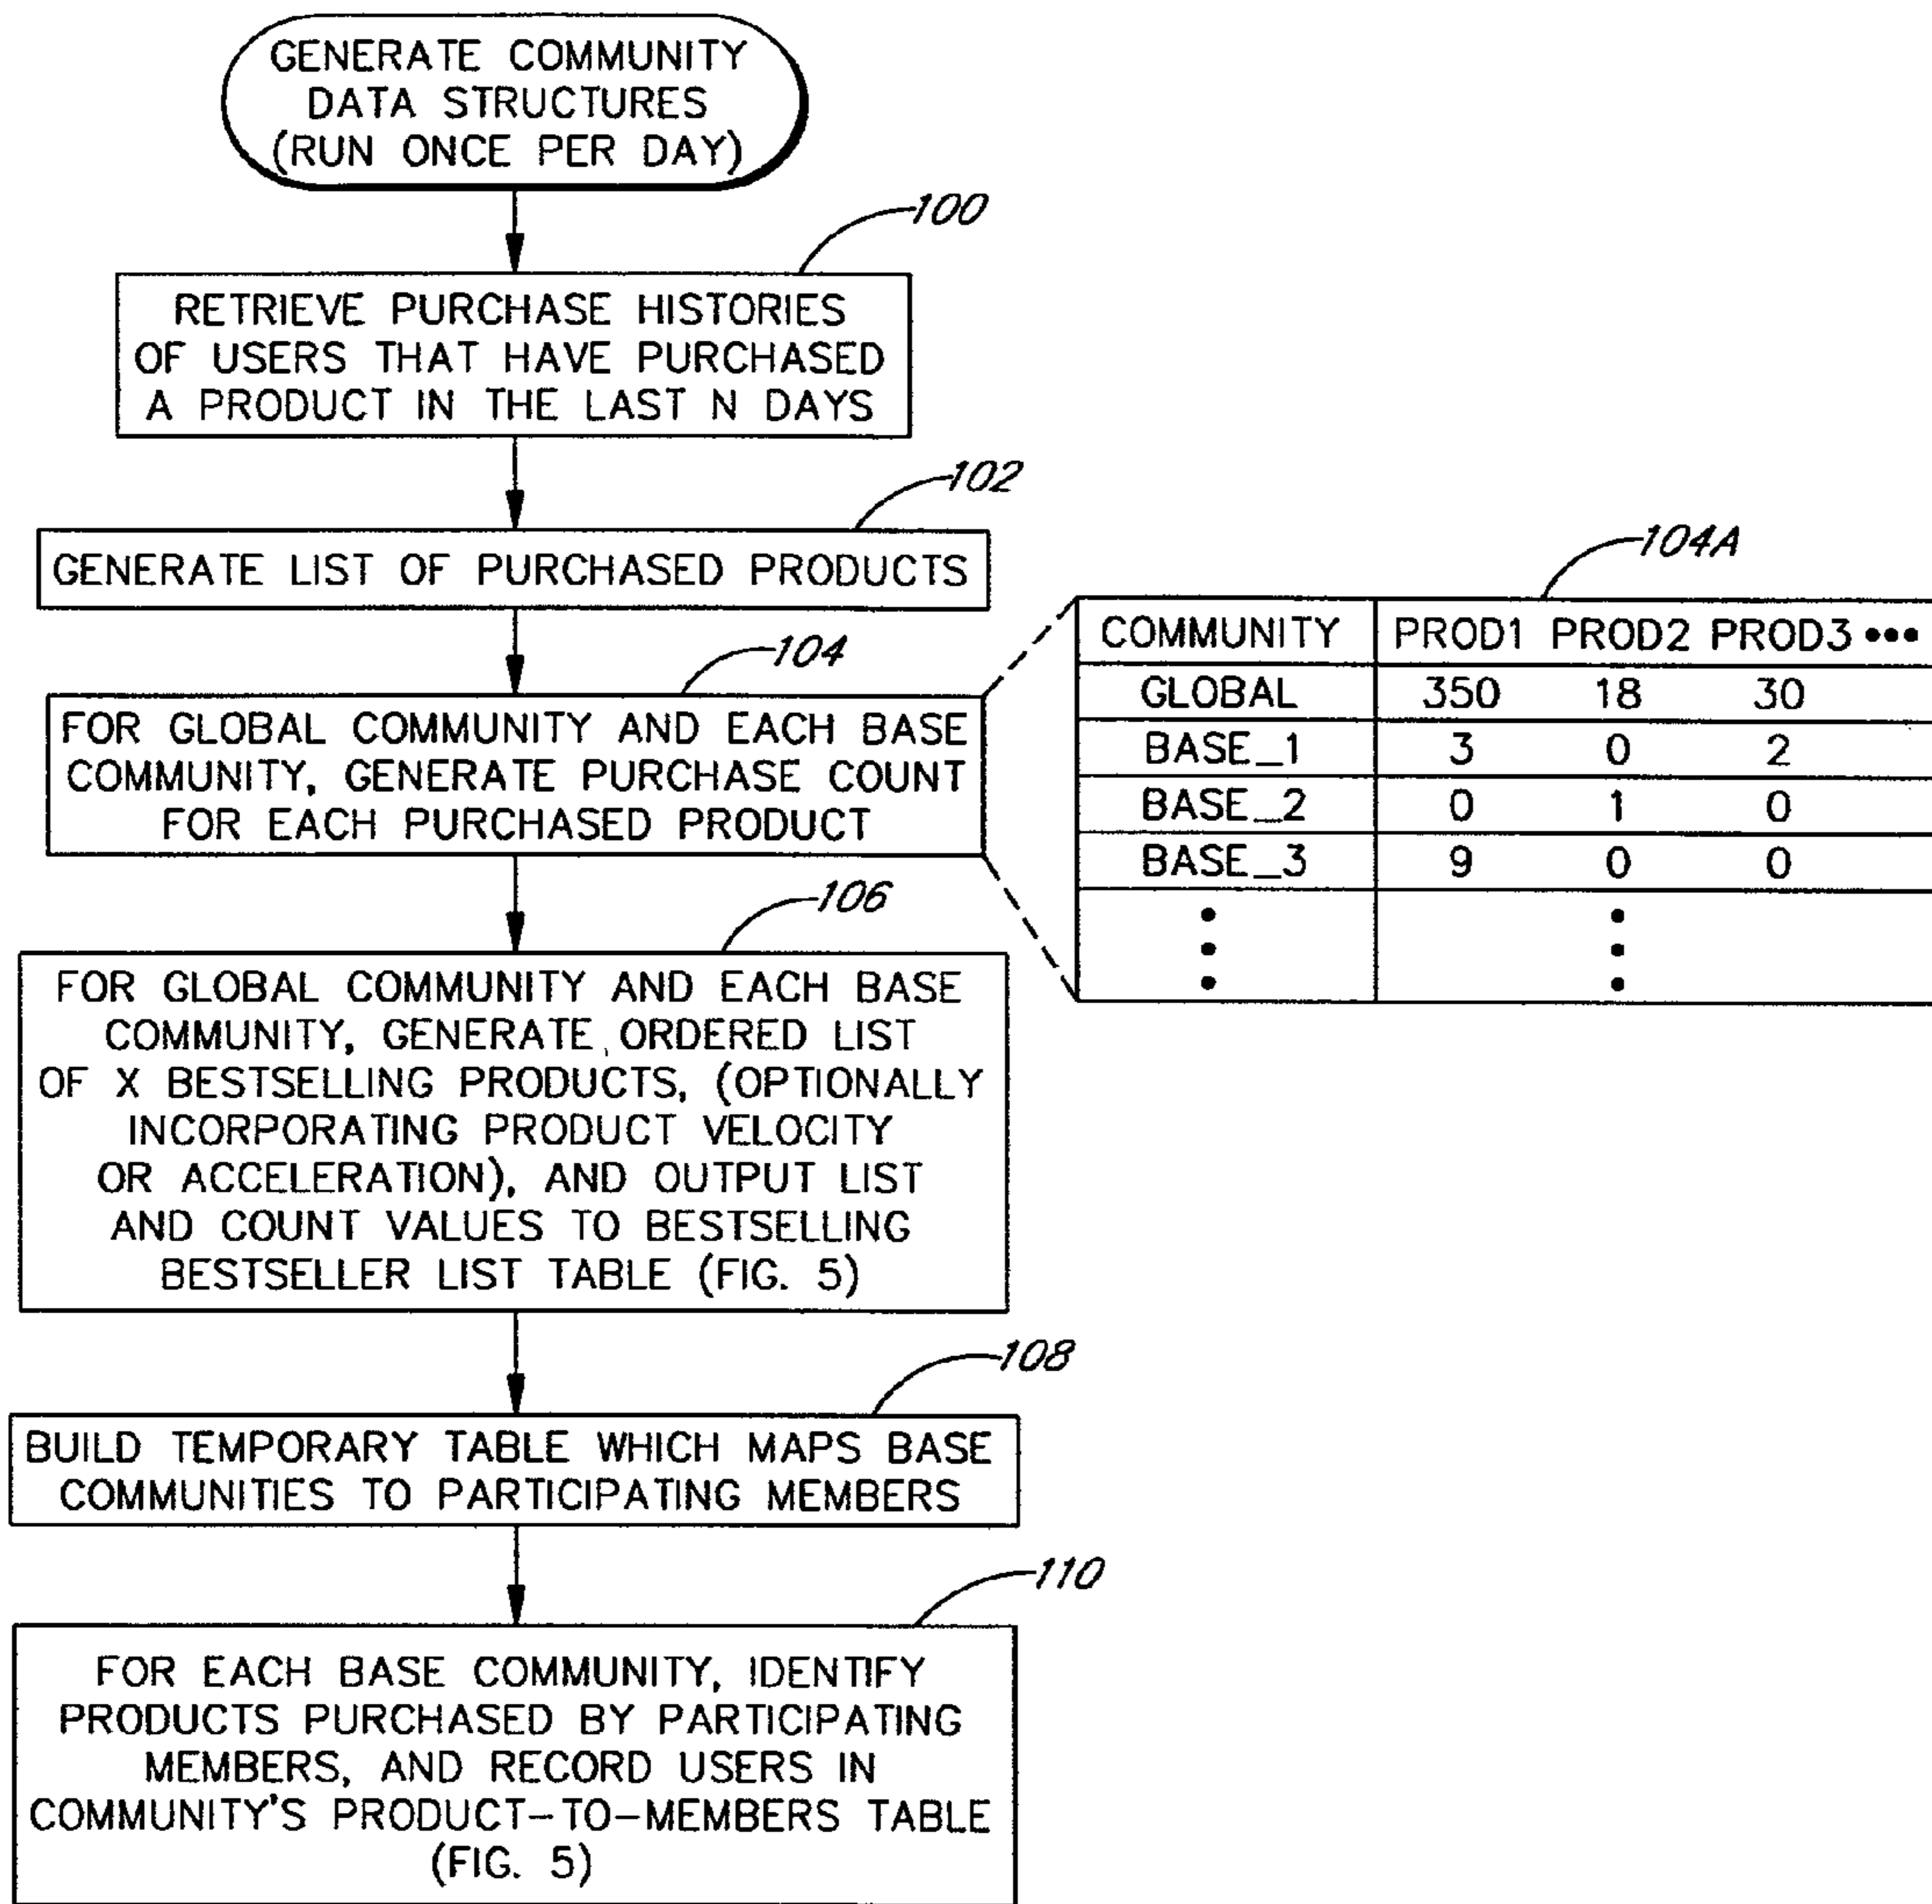 GENERATE COMMUNITY
DATA STRUCTURES
(RUN ONCE PER DAY)
100
RETRIEVE PURCHASE HISTORIES
OF USERS THAT HAVE PURCHASED
A PRODUCT IN THE LAST N DAYS
102
GENERATE LIST OF PURCHASED PRODUCTS
104
FOR GLOBAL COMMUNITY AND EACH BASE
COMMUNITY, GENERATE PURCHASE COUNT
FOR EACH PURCHASED PRODUCT
104A
COMMUNITY PROD1 PROD2 PROD3 •••
GLOBAL 350 18 30
BASE_1 3 0 2
BASE_2 0 1 0
BASE_3 9 0 0
106
FOR GLOBAL COMMUNITY AND EACH BASE
COMMUNITY, GENERATE ORDERED LIST
OF X BESTSELLING PRODUCTS, (OPTIONALLY
INCORPORATING PRODUCT VELOCITY
OR ACCELERATION), AND OUTPUT LIST
AND COUNT VALUES TO BESTSELLING
BESTSELLER LIST TABLE (FIG. 5)
108
BUILD TEMPORARY TABLE WHICH MAPS BASE
COMMUNITIES TO PARTICIPATING MEMBERS
110
FOR EACH BASE COMMUNITY, IDENTIFY
PRODUCTS PURCHASED BY PARTICIPATING
MEMBERS, AND RECORD USERS IN
COMMUNITY'S PRODUCT-TO-MEMBERS TABLE
(FIG. 5)